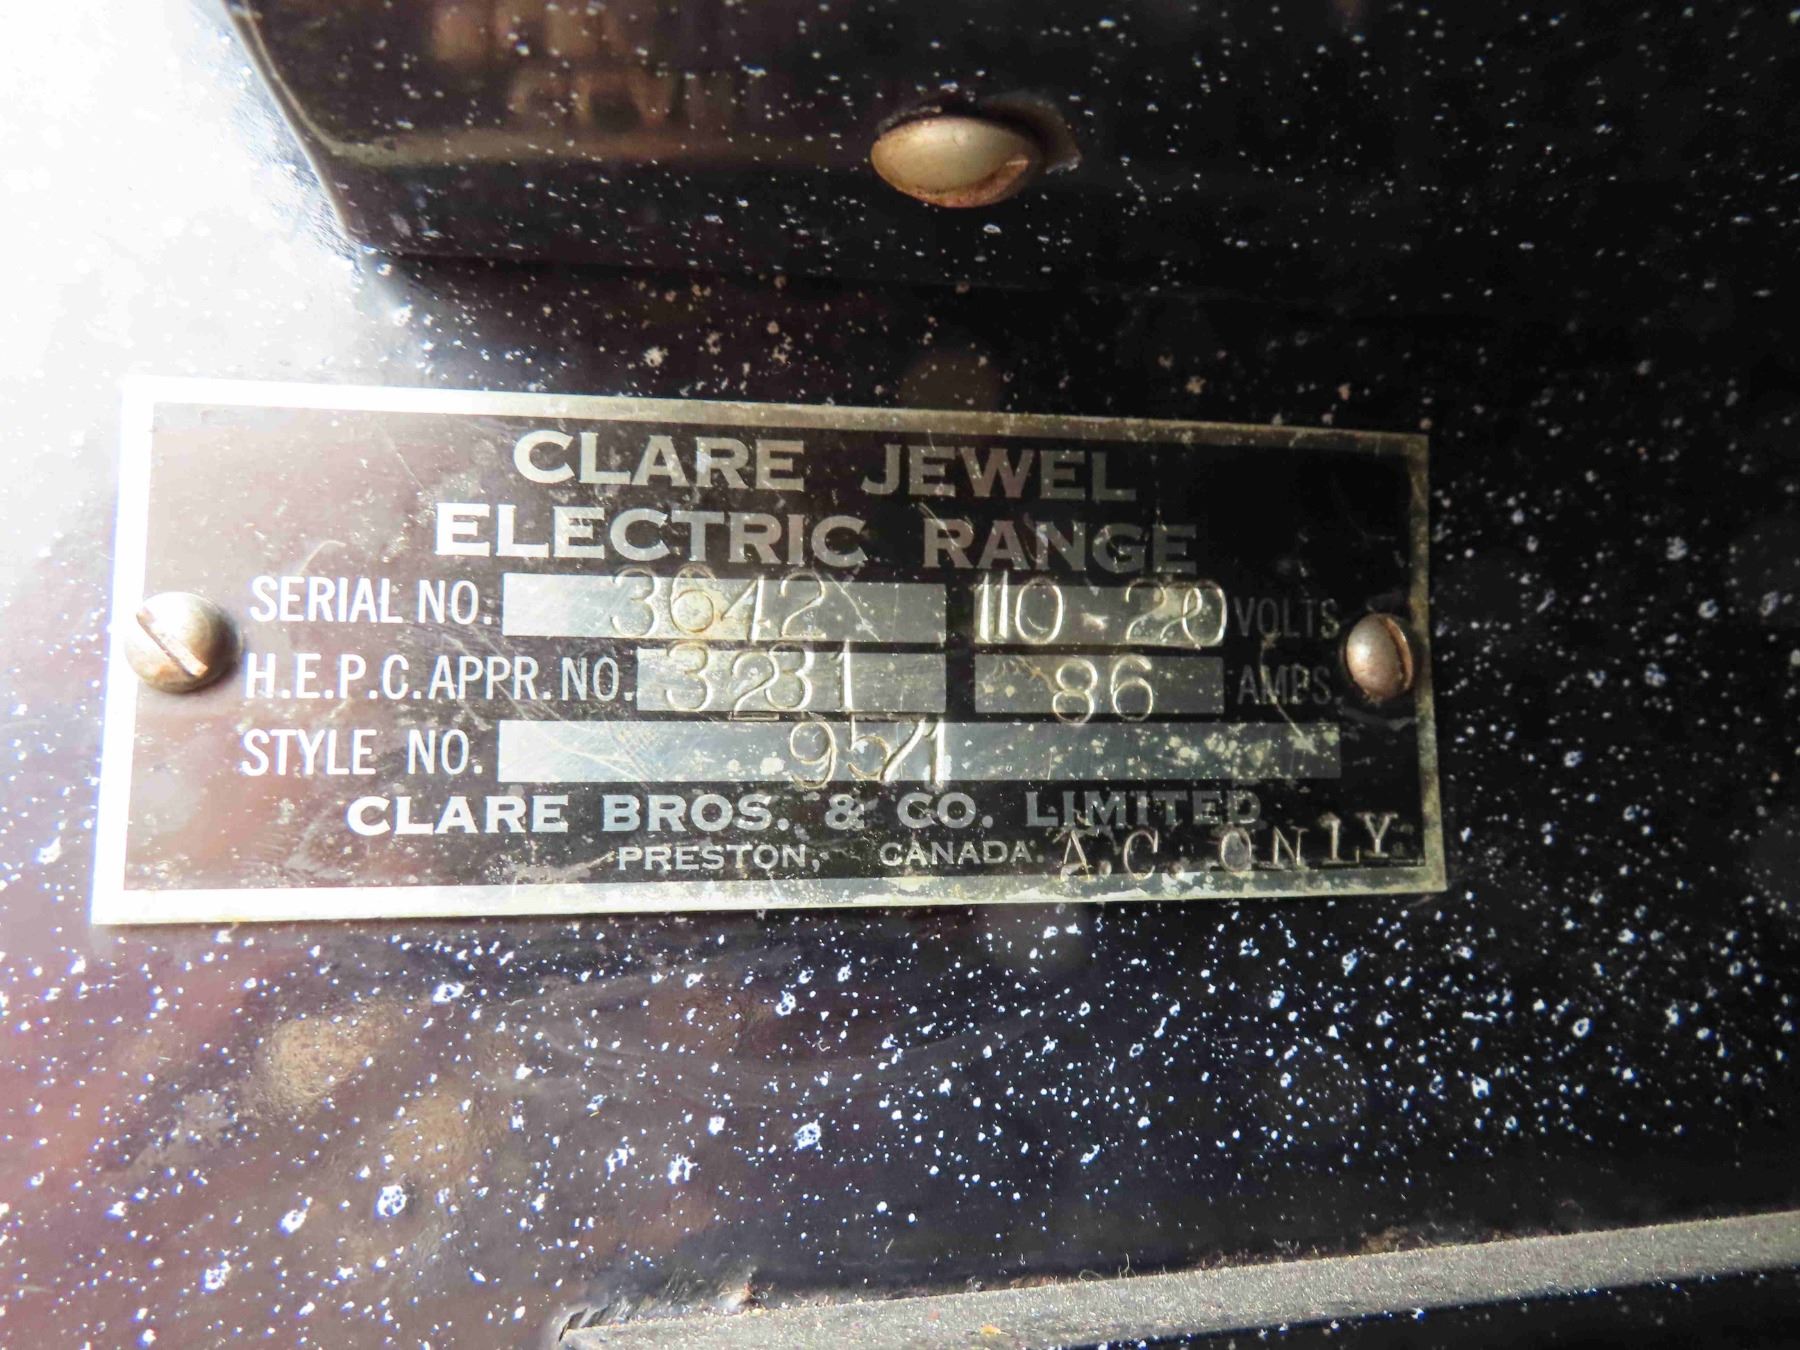 CLARE JEWEL
ELECTRIC RANGE
SERIAL NO. 3642 110-220 VOLTS
H.E.P.C. APPR. NO. 3231 86 AMPS.
STYLE NO. 9571
CLARE BROS. & CO. LIMITED
PRESTON, CANADA. A.C. ONLY